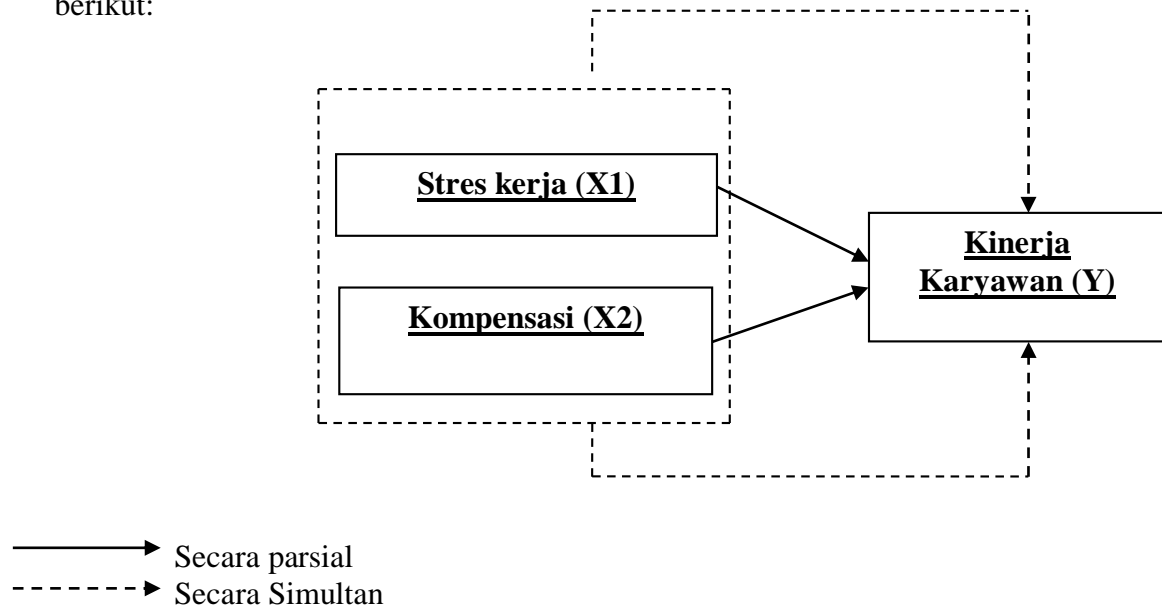 berikut:
Stres kerja (X1)
Kinerja
Karyawan (Y)
Kompensasi (X2)
Secara parsial
Secara Simultan